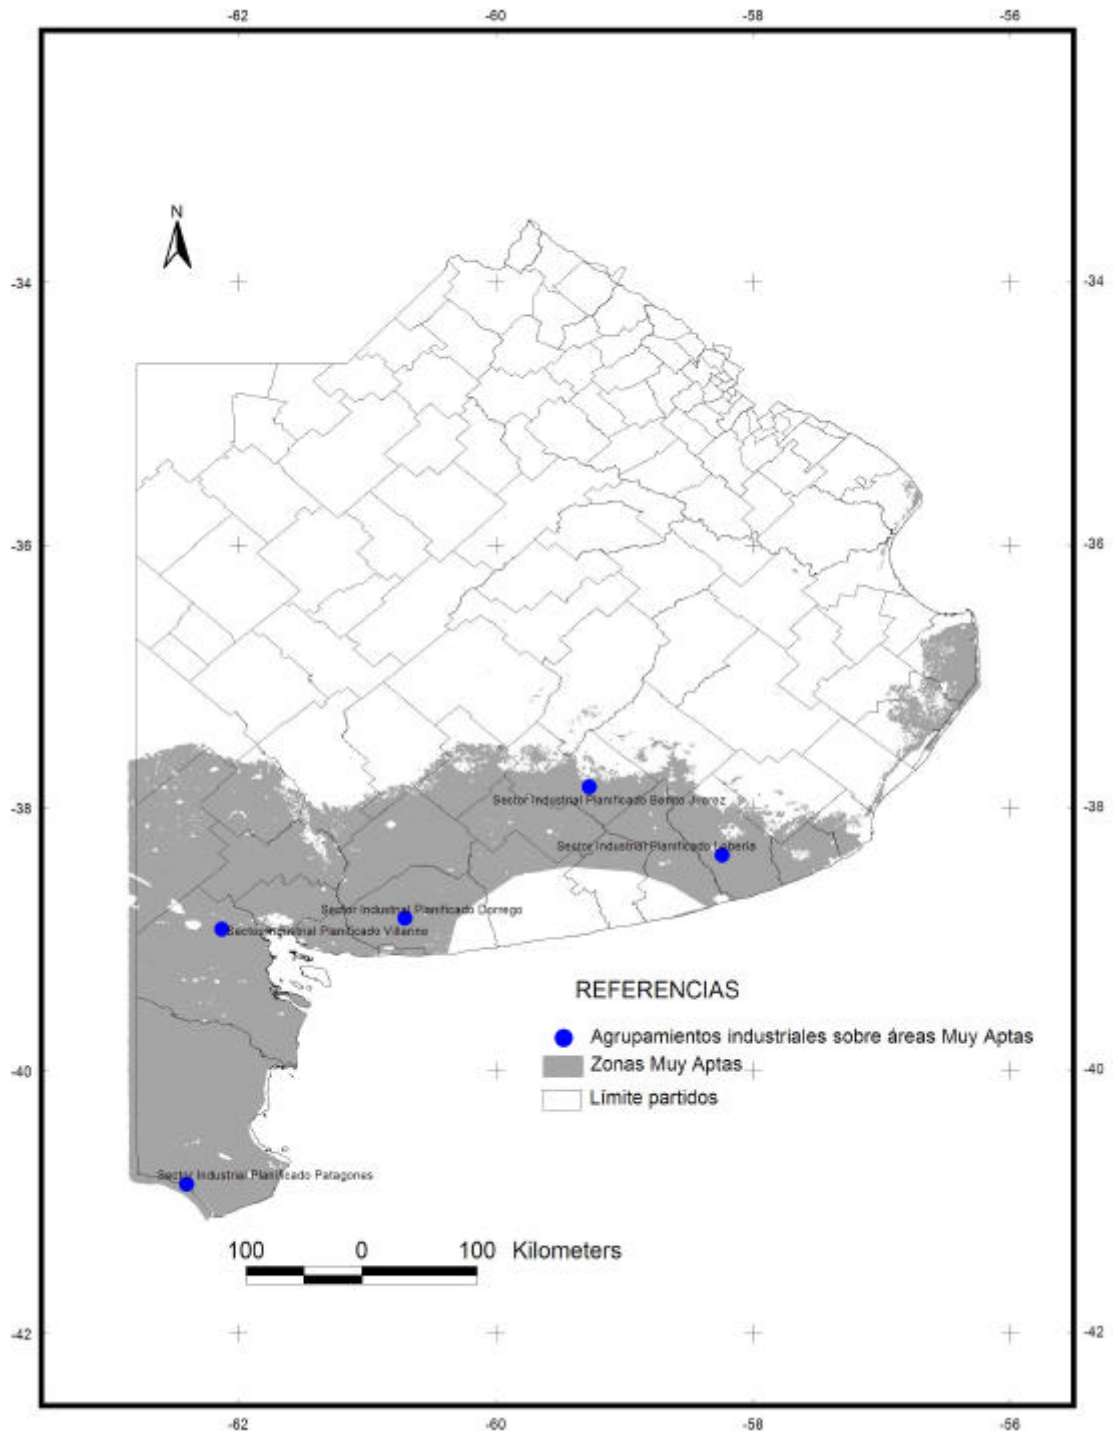 -62 -60 -58 -56
N
-34 -34
-36 -36
-38 -38
Sector Industrial Planificado Benito Juarez
Sector Industrial Planificado Loberia
Sector Industrial Planificado Dorrego
Sector Industrial Planificado Villarino
REFERENCIAS
Agrupamientos industriales sobre áreas Muy Aptas
Zonas Muy Aptas
-40 -40
Límite partidos
Sector Industrial Planificado Patagones
100 0 100 Kilometers
-42 -42
-62 -60 -58 -56